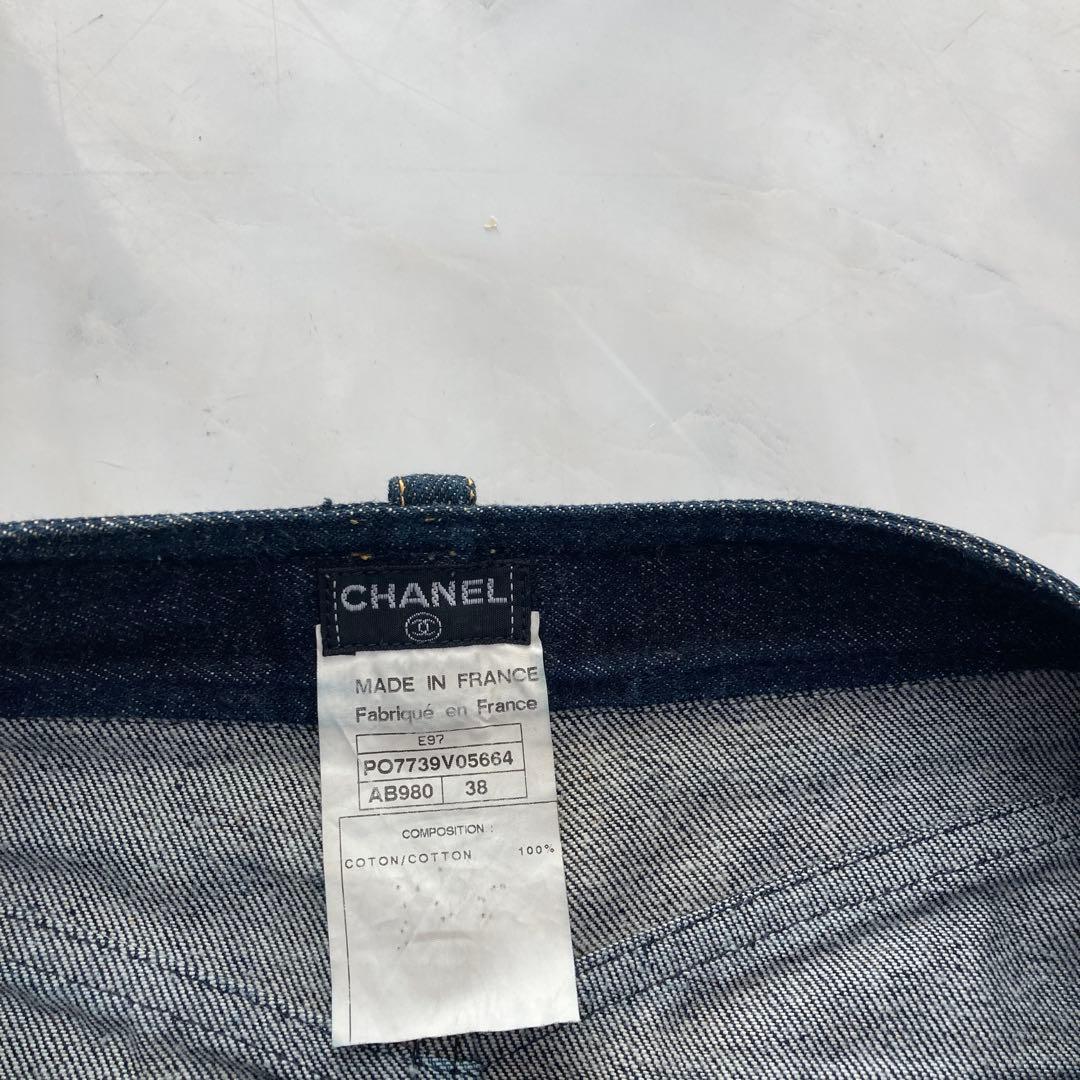 CHANEL
MADE IN FRANCE
Fabriqué en France
E97
PO7739V05664
AB980 38
COMPOSITION :
COTON/COTTON 100%